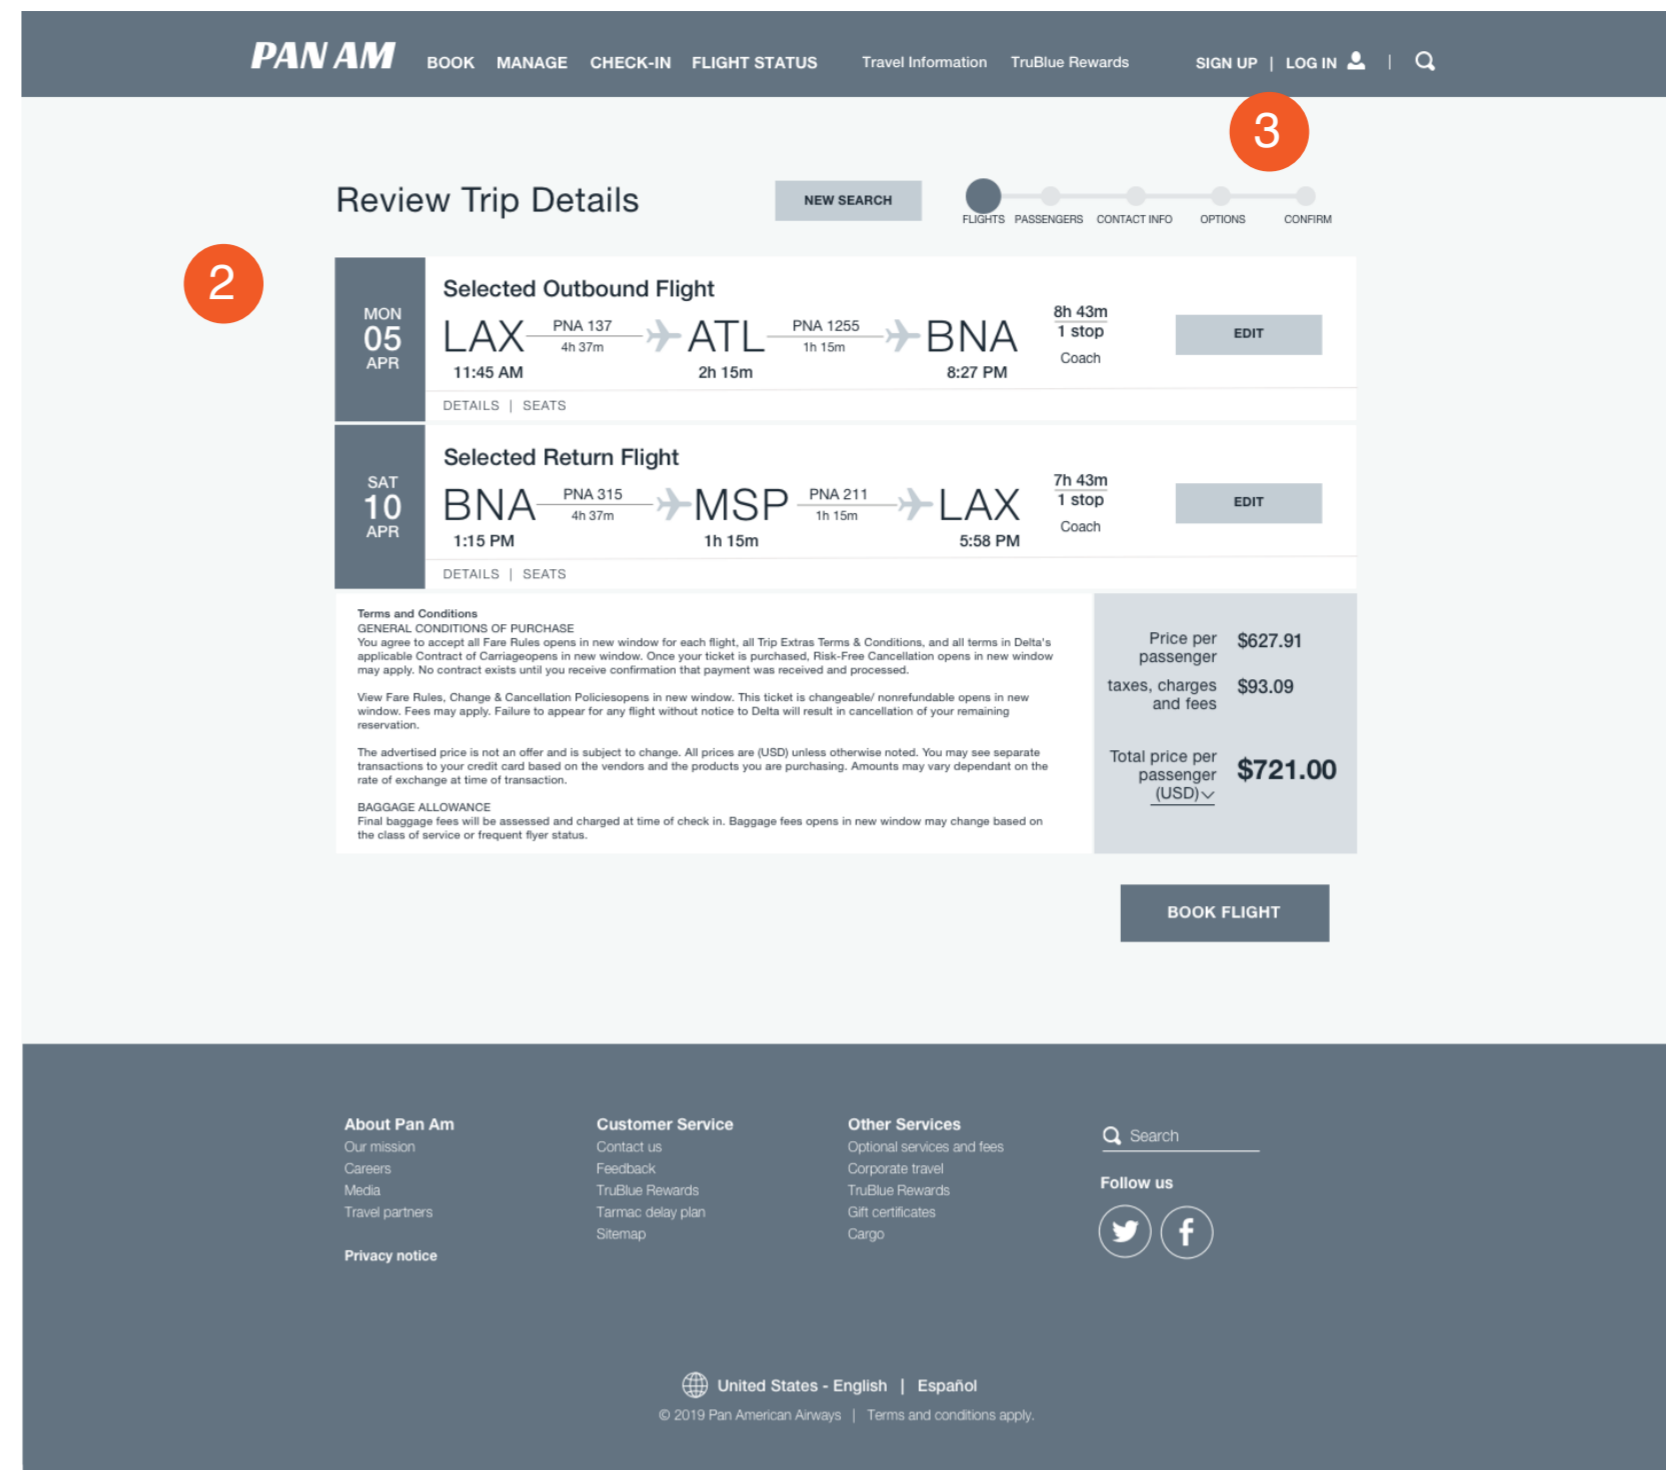 PAN AM BOOK MANAGE CHECK-IN FLIGHT STATUS Travel Information TruBlue Rewards SIGN UP | LOG IN |
3
Review Trip Details
NEW SEARCH
FLIGHTS PASSENGERS CONTACT INFO OPTIONS CONFIRM
2
MON
05
APR
Selected Outbound Flight
LAX PNA 137 ATL PNA 1255 BNA
4h 37m 1h 15m
11:45 AM 2h 15m 8:27 PM
8h 43m
1 stop
Coach
EDIT
DETAILS | SEATS
SAT
10
APR
Selected Return Flight
BNA PNA 315 MSP PNA 211 LAX
4h 37m 1h 15m
1:15 PM 1h 15m 5:58 PM
7h 43m
1 stop
Coach
EDIT
DETAILS | SEATS
Terms and Conditions
GENERAL CONDITIONS OF PURCHASE
You agree to accept all Fare Rules opens in new window for each flight, all Trip Extras Terms & Conditions, and all terms in Delta's
applicable Contract of Carriageopens in new window. Once your ticket is purchased, Risk-Free Cancellation opens in new window
may apply. No contract exists until you receive confirmation that payment was received and processed.
View Fare Rules, Change & Cancellation Policiesopens in new window. This ticket is changeable/ nonrefundable opens in new
window. Fees may apply. Failure to appear for any flight without notice to Delta will result in cancellation of your remaining
reservation.
The advertised price is not an offer and is subject to change. All prices are (USD) unless otherwise noted. You may see separate
transactions to your credit card based on the vendors and the products you are purchasing. Amounts may vary dependant on the
rate of exchange at time of transaction.
BAGGAGE ALLOWANCE
Final baggage fees will be assessed and charged at time of check in. Baggage fees opens in new window may change based on
the class of service or frequent flyer status.
Price per $627.91
passenger
taxes, charges $93.09
and fees
Total price per
passenger $721.00
(USD)
BOOK FLIGHT
About Pan Am
Our mission
Careers
Media
Travel partners
Privacy notice
Customer Service
Contact us
Feedback
TruBlue Rewards
Tarmac delay plan
Sitemap
Other Services
Optional services and fees
Corporate travel
TruBlue Rewards
Gift certificates
Cargo
Search
Follow us
United States - English | Español
© 2019 Pan American Airways | Terms and conditions apply.